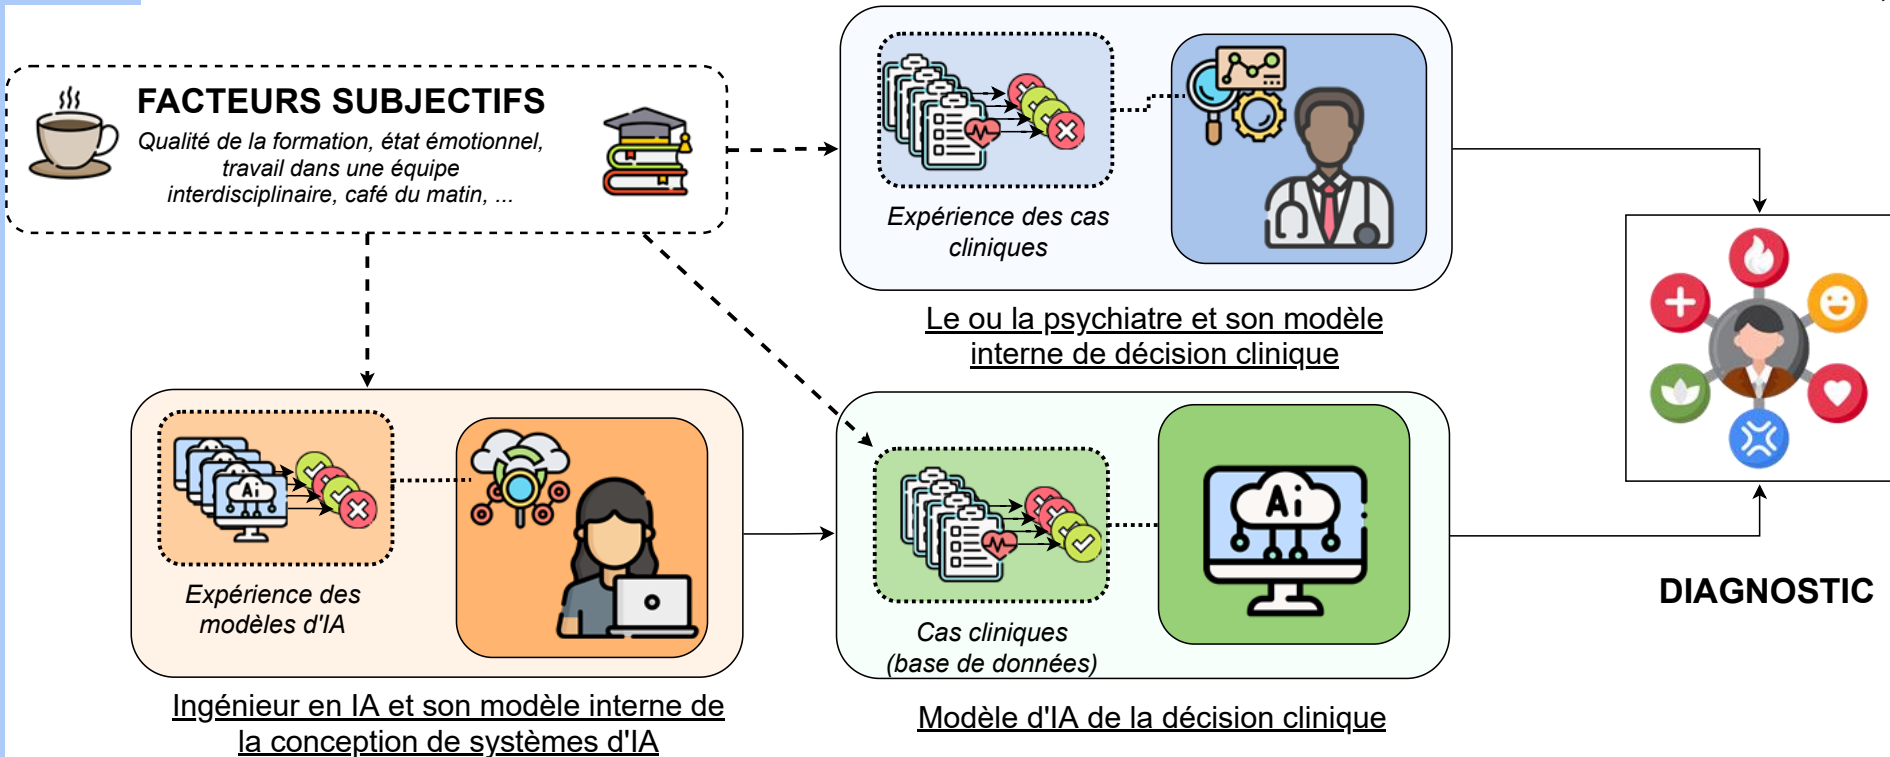 FACTEURS SUBJECTIFS
Qualité de la formation, état émotionnel,
travail dans une équipe
interdisciplinaire, café du matin, ...
Expérience des cas
cliniques
Le ou la psychiatre et son modèle
interne de décision clinique
Ai
Expérience des
modèles d'IA
Ingénieur en IA et son modèle interne de
la conception de systèmes d'IA
Cas cliniques
(base de données)
Ai
Modèle d'IA de la décision clinique
DIAGNOSTIC